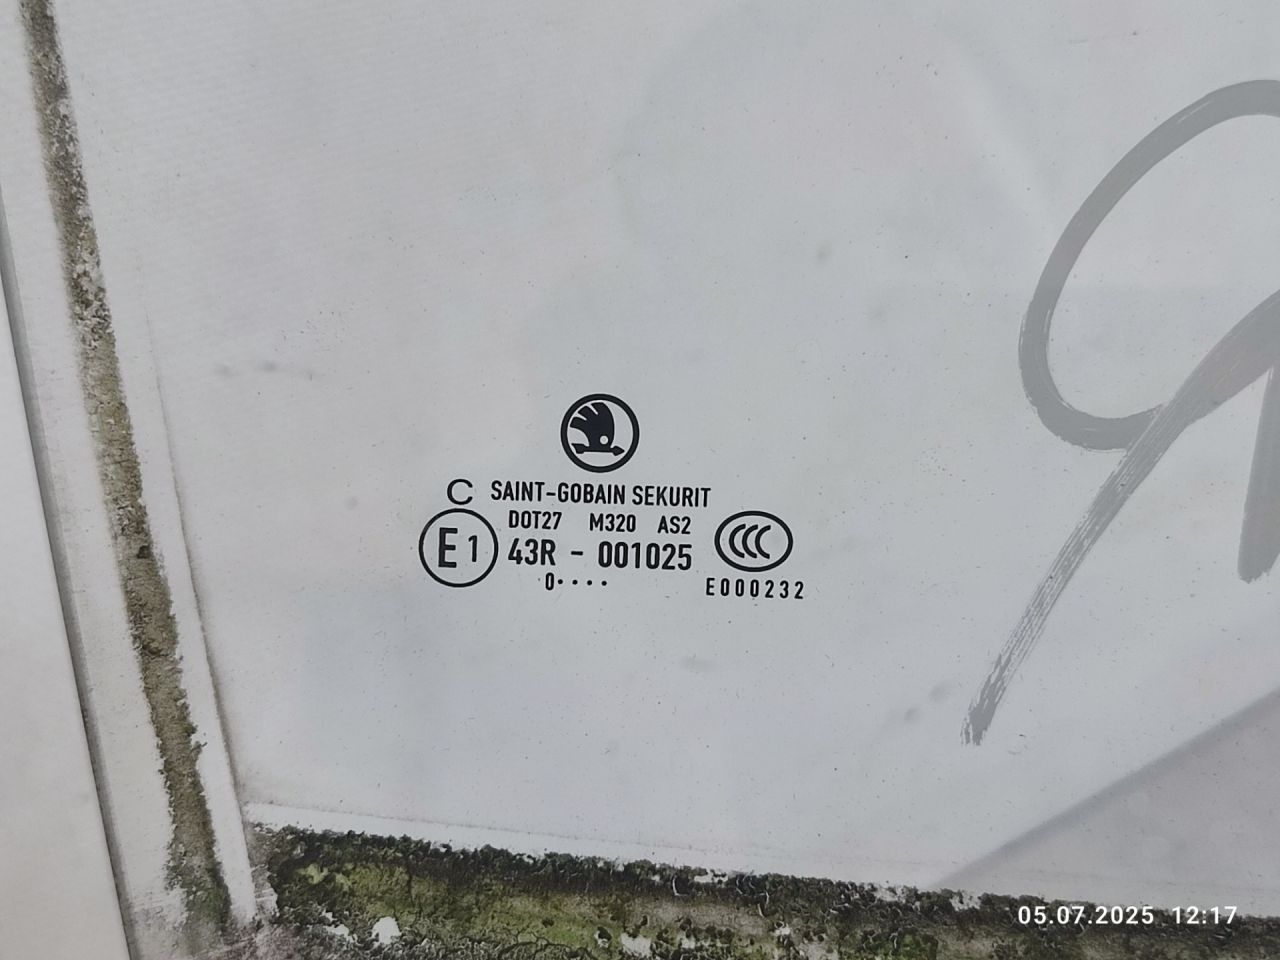 C SAINT-GOBAIN SEKURIT
DOT27 M320 AS2
E1 43R - 001025
0····
E000232
05.07.2025 12:17